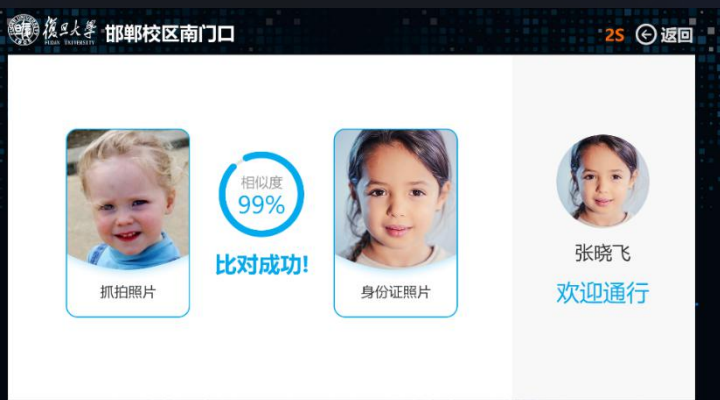 復旦大學
FUDAN UNIVERSITY
邯郸校区南门口
2S 返回
相似度
99%
比对成功!
抓拍照片
身份证照片
张晓飞
欢迎通行